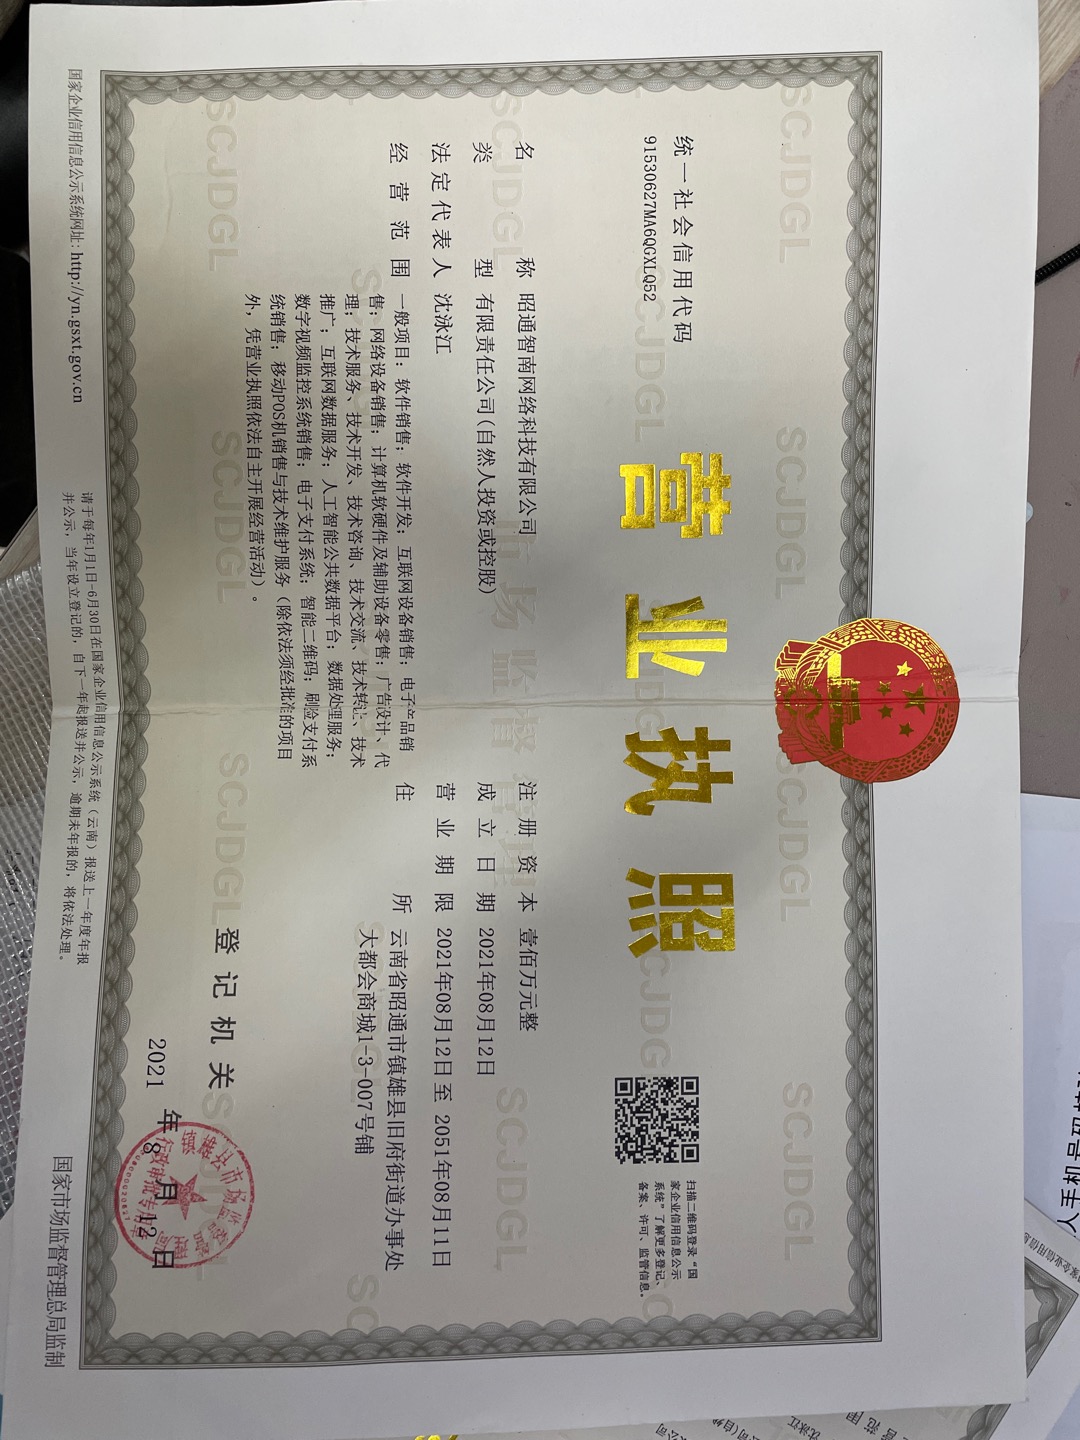 营业执照
统一社会信用代码
91530627MA6QGXLQ52
扫描二维码登录“国
家企业信用信息公示
系统”了解更多登记、
备案、许可、监管信息。
名称 昭通智南网络科技有限公司
类型 有限责任公司(自然人投资或控股)
法定代表人 沈泳江
经营范围 一般项目：软件销售；软件开发；互联网设备销售；电子产品销
售；网络设备销售；计算机软硬件及辅助设备零售；广告设计、代
理；技术服务、技术开发、技术咨询、技术交流、技术转让、技术
推广；互联网数据服务；人工智能公共数据平台；数据处理服务；
数字视频监控系统销售；电子支付系统；智能二维码；刷脸支付系
统销售；移动POS机销售与技术维护服务（除依法须经批准的项目
外，凭营业执照依法自主开展经营活动）。
注册资本 壹佰万元整
成立日期 2021年08月12日
营业期限 2021年08月12日至2051年08月11日
住所 云南省昭通市镇雄县旧府街道办事处
大都会商城1-3-007号铺
登记机关
2021 年 8 月 12 日
国家企业信用信息公示系统网址: http://yn.gsxt.gov.cn
请于每年1月1日-6月30日在国家企业信用信息公示系统（云南）报送上一年度年报
并公示，当年设立登记的，自下一年起报送并公示，逾期未年报的，将依法处理。
国家市场监督管理总局监制